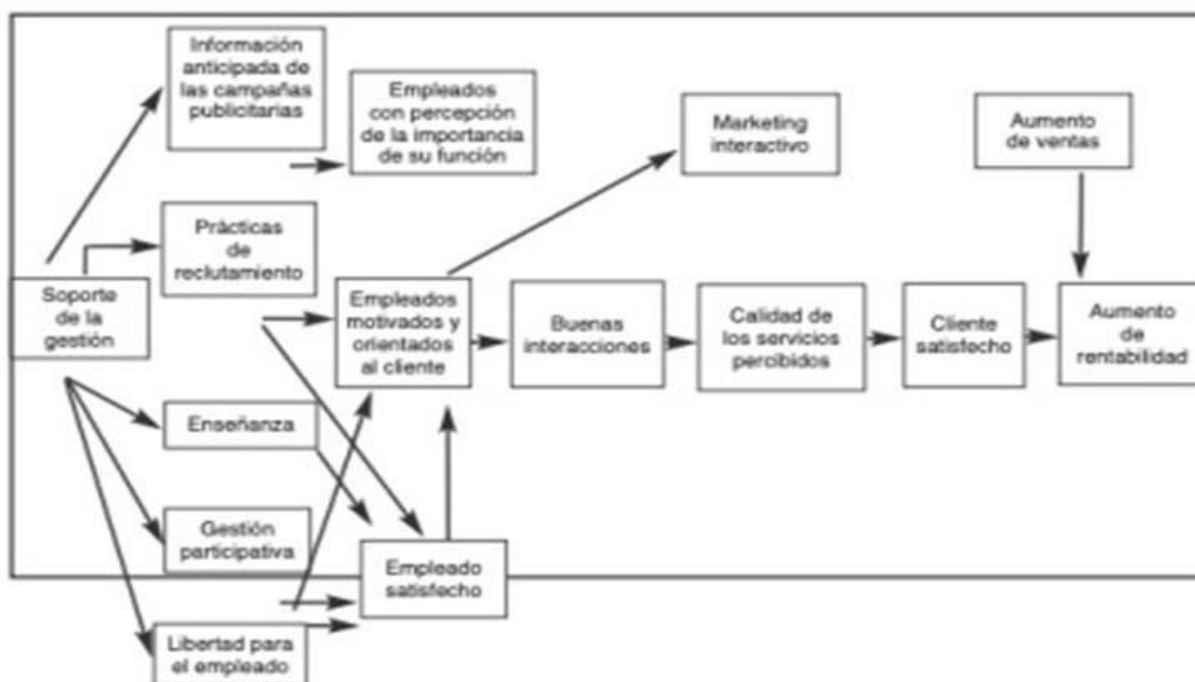 Información
anticipada de
las campañas
publicitarias
Empleados
con percepción
de la importancia
de su función
Marketing
interactivo
Aumento
de ventas
Prácticas
de
reclutamiento
Soporte
de la
gestión
Empleados
motivados y
orientados
al cliente
Buenas
interacciones
Calidad de
los servicios
percibidos
Cliente
satisfecho
Aumento
de
rentabilidad
Enseñanza
Gestión
participativa
Empleado
satisfecho
Libertad para
el empleado